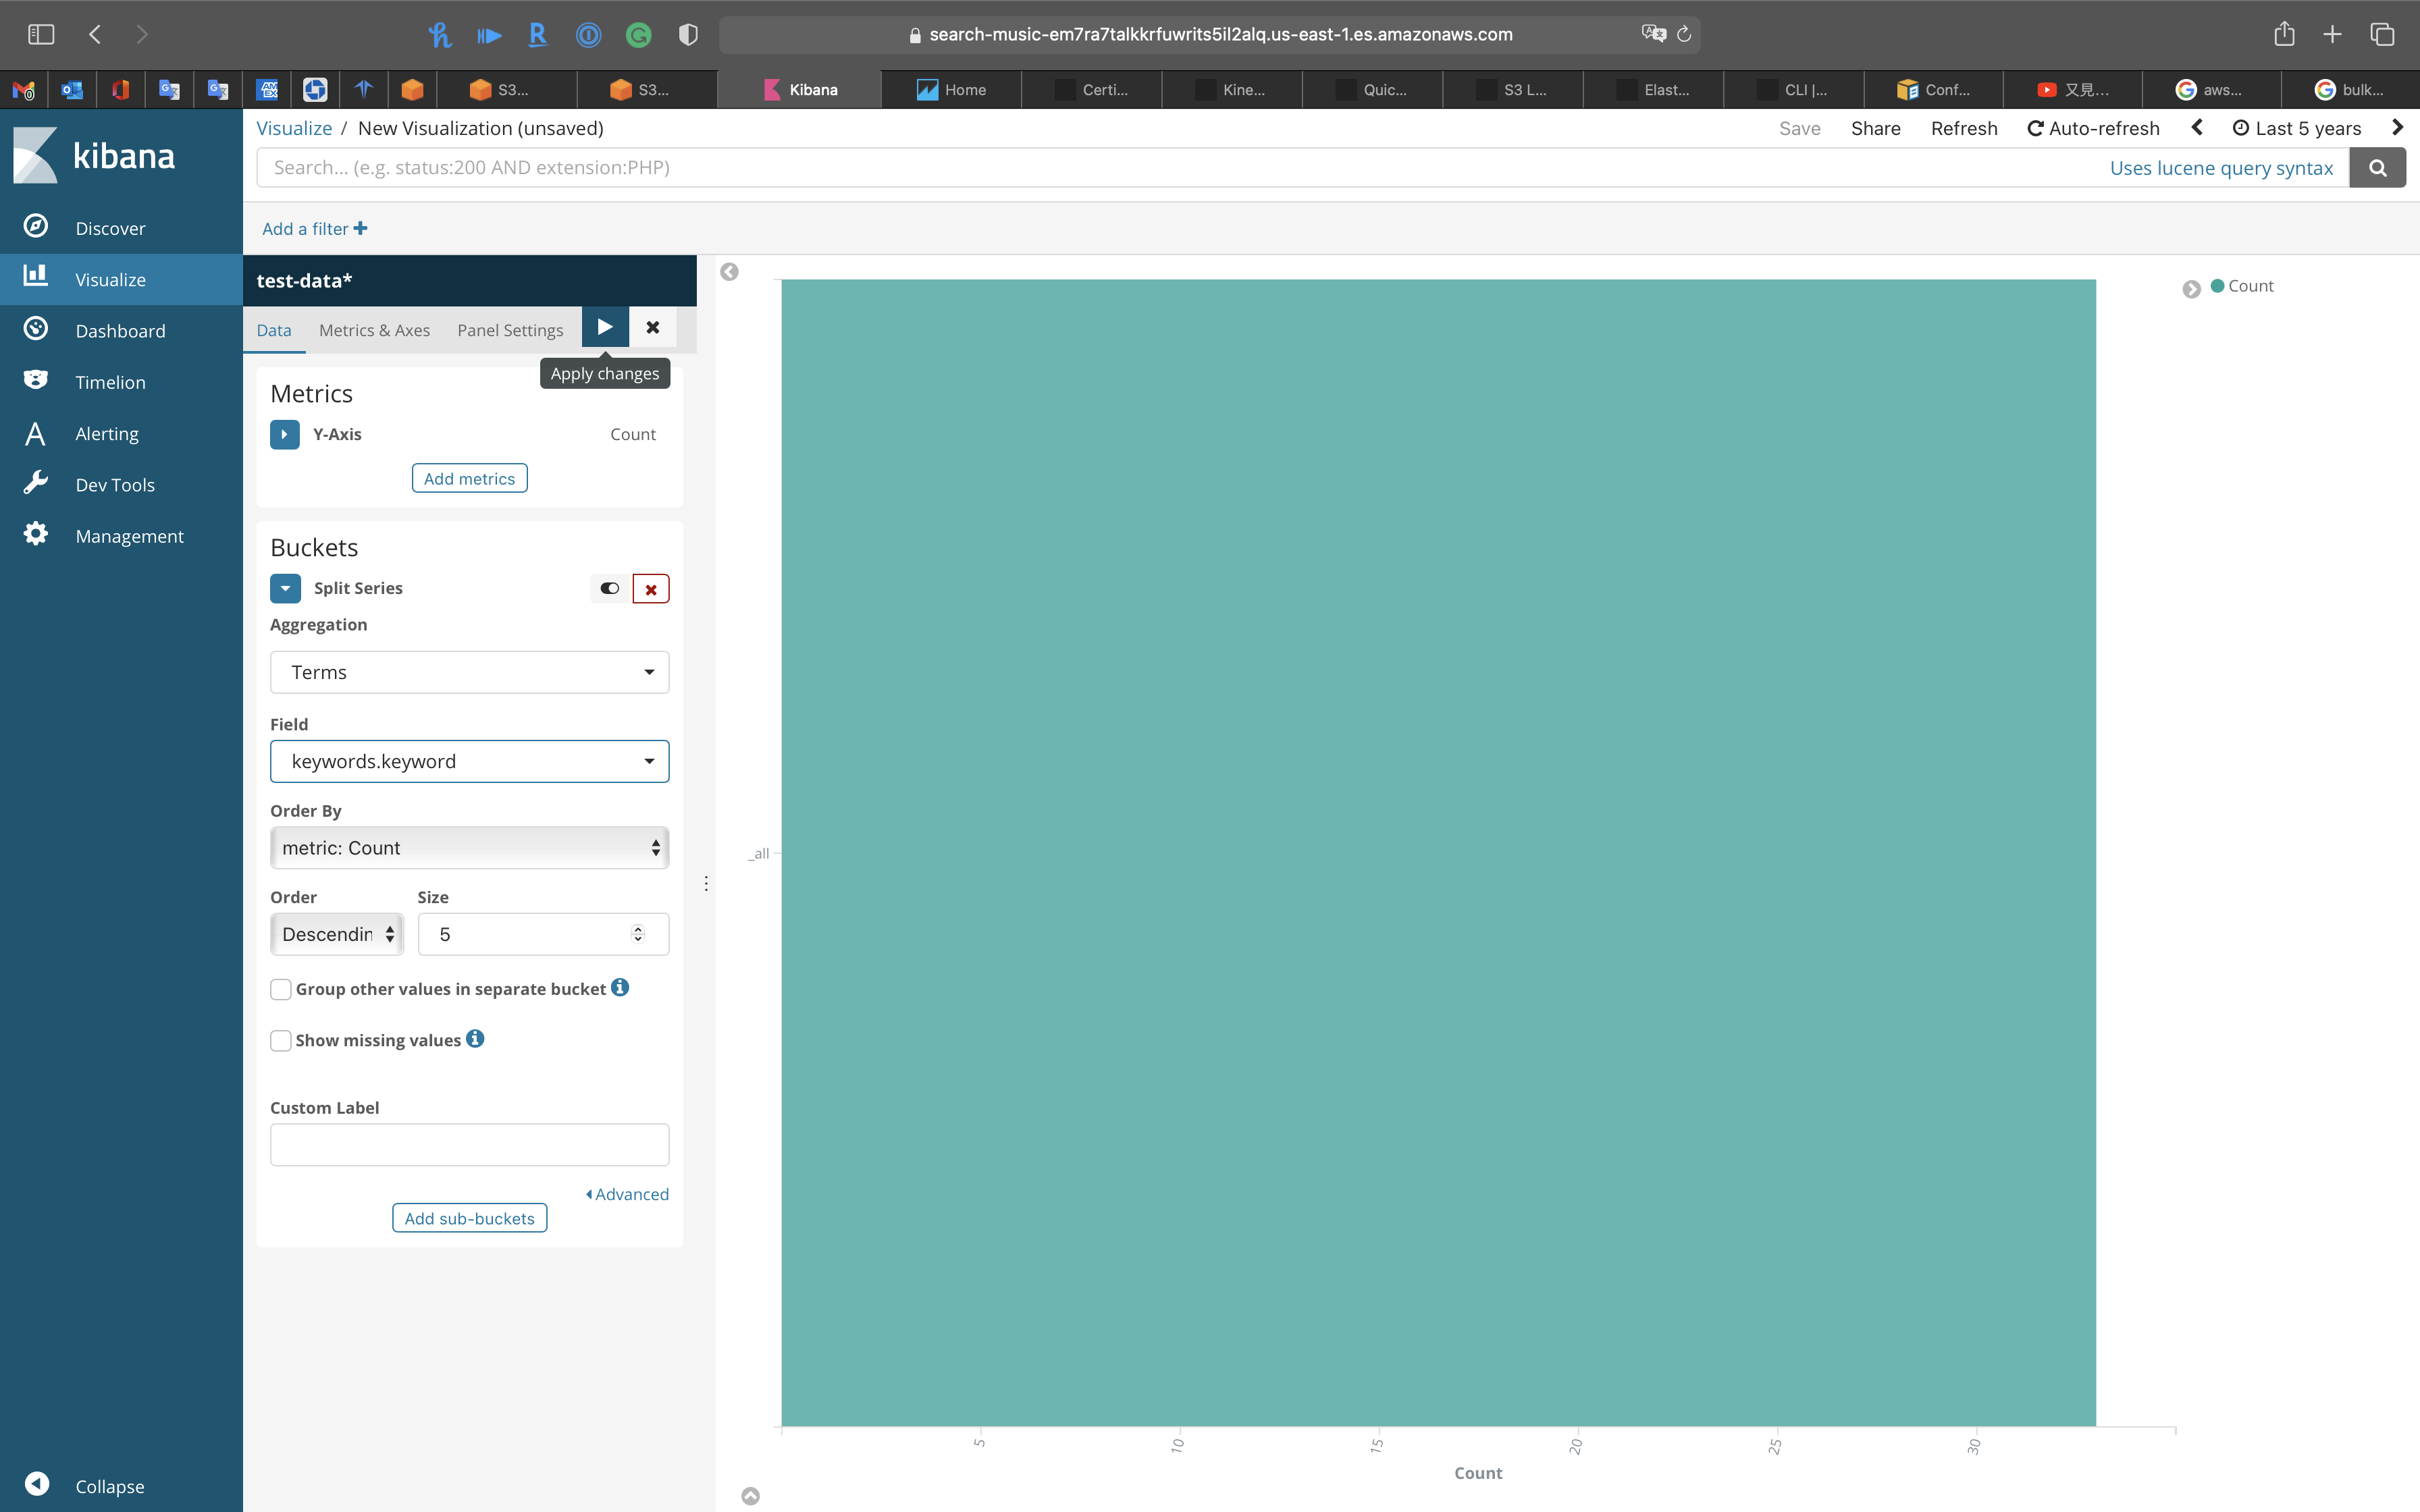 search-music-em7ra7talkkrfuwrits5il2alq.us-east-1.es.amazonaws.com
S3... S3... Kibana Home Certi... Kine... Quic... S3 L... Elast... CLI |... Conf... 又見... aws... bulk...
kibana
Visualize / New Visualization (unsaved)
Save Share Refresh Auto-refresh Last 5 years
Search... (e.g. status:200 AND extension:PHP)
Uses lucene query syntax
Add a filter
Discover
Visualize
Dashboard
Timelion
Alerting
Dev Tools
Management
Collapse
test-data*
Data Metrics & Axes Panel Settings
Apply changes
Metrics
Y-Axis Count
Add metrics
Buckets
Split Series
Aggregation
Terms
Field
keywords.keyword
Order By
metric: Count
Order Size
Descendin 5
Group other values in separate bucket
Show missing values
Custom Label
Advanced
Add sub-buckets
Count
_all
5 10 15 20 25 30
Count